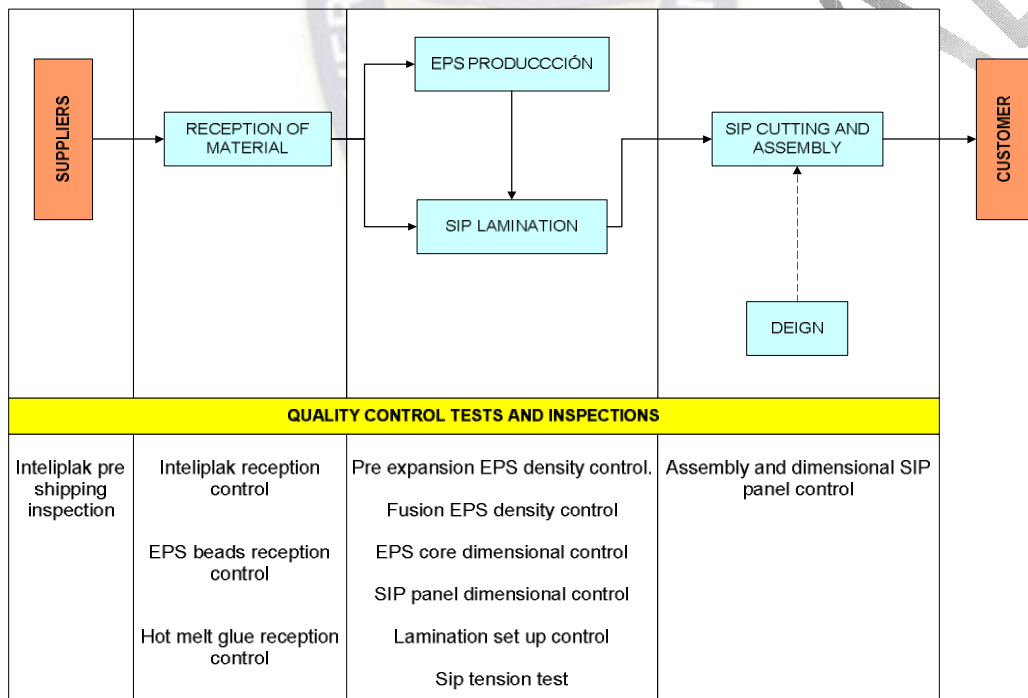 SUPPLIERS
RECEPTION OF
MATERIAL
EPS PRODUCCCIÓN
SIP LAMINATION
SIP CUTTING AND
ASSEMBLY
DEIGN
CUSTOMER
QUALITY CONTROL TESTS AND INSPECTIONS
Inteliplak pre
shipping
inspection
Inteliplak reception
control
EPS beads reception
control
Hot melt glue reception
control
Pre expansion EPS density control.
Fusion EPS density control
EPS core dimensional control
SIP panel dimensional control
Lamination set up control
Sip tension test
Assembly and dimensional SIP
panel control